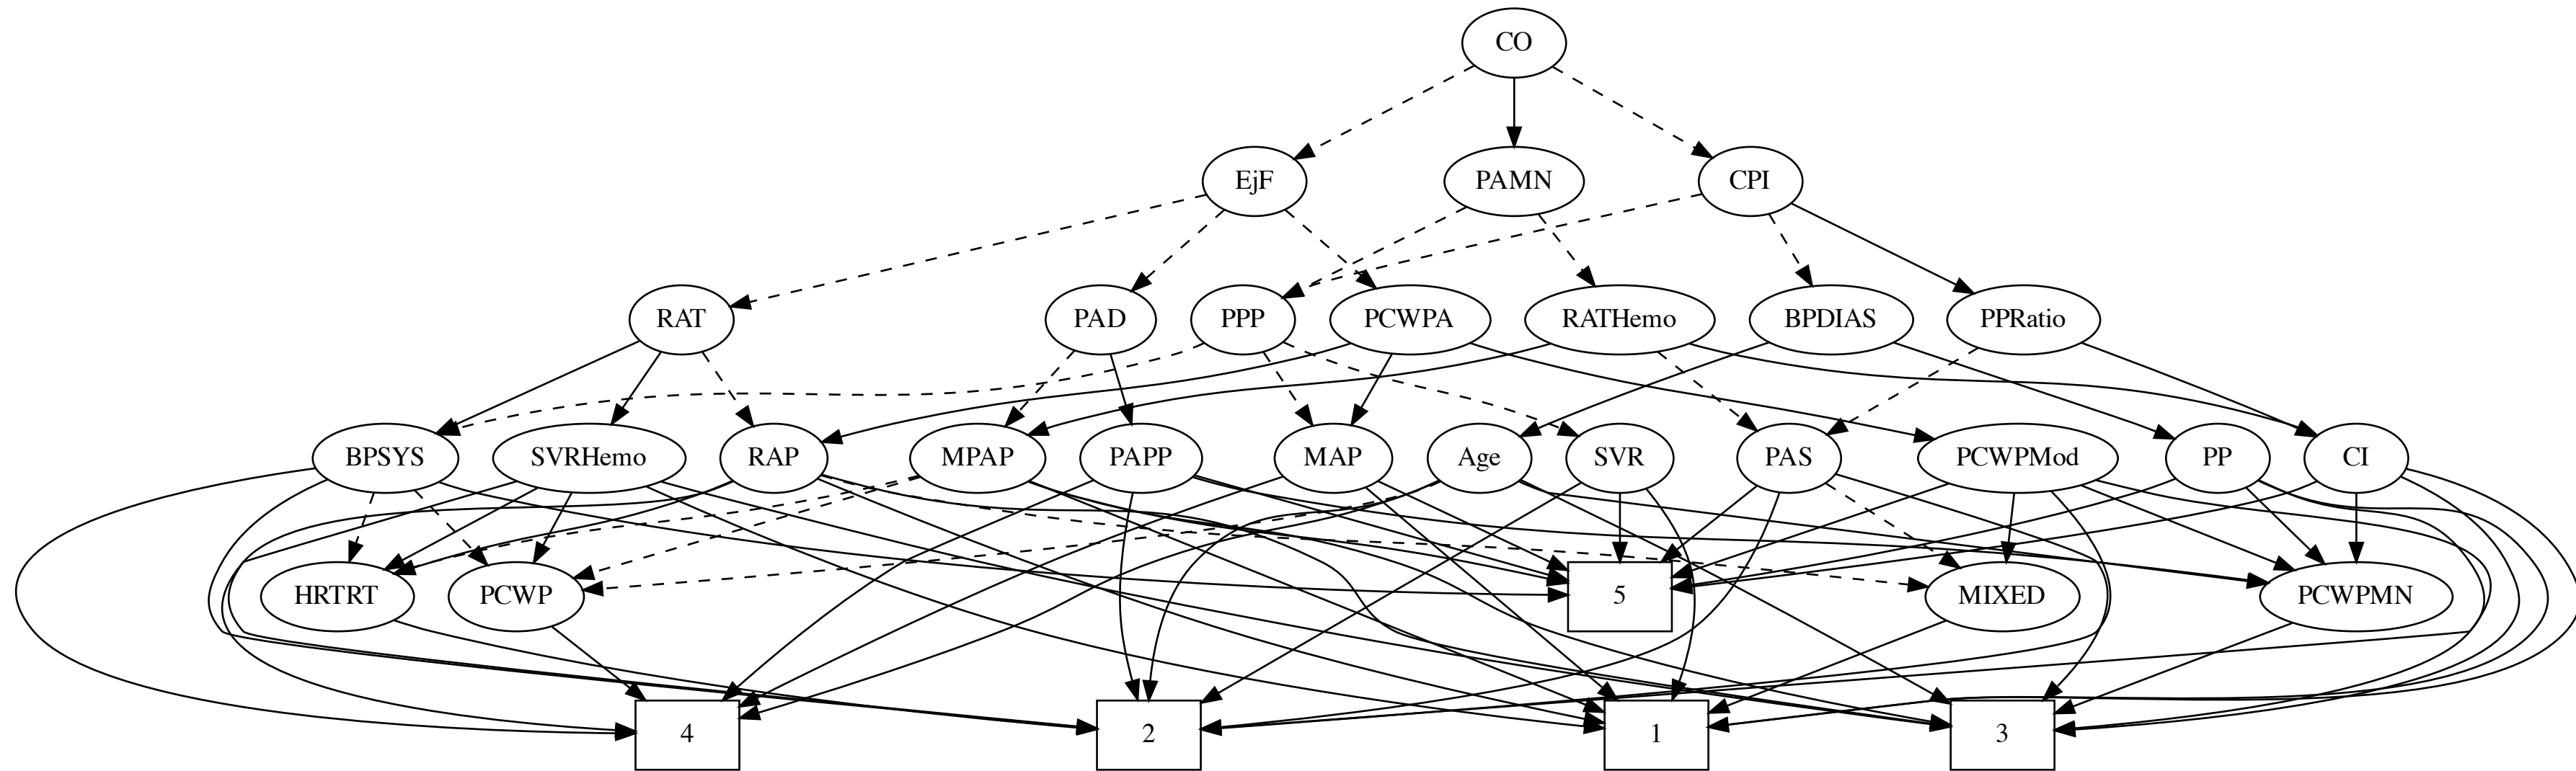 CO
EjF PAMN CPI
RAT PAD PPP PCWPA RATHemo BPDIAS PPRatio
BPSYS SVRHemo RAP MPAP PAPP MAP Age SVR PAS PCWPMod PP CI
HRTRT PCWP 5 MIXED PCWPMN
4 2 1 3